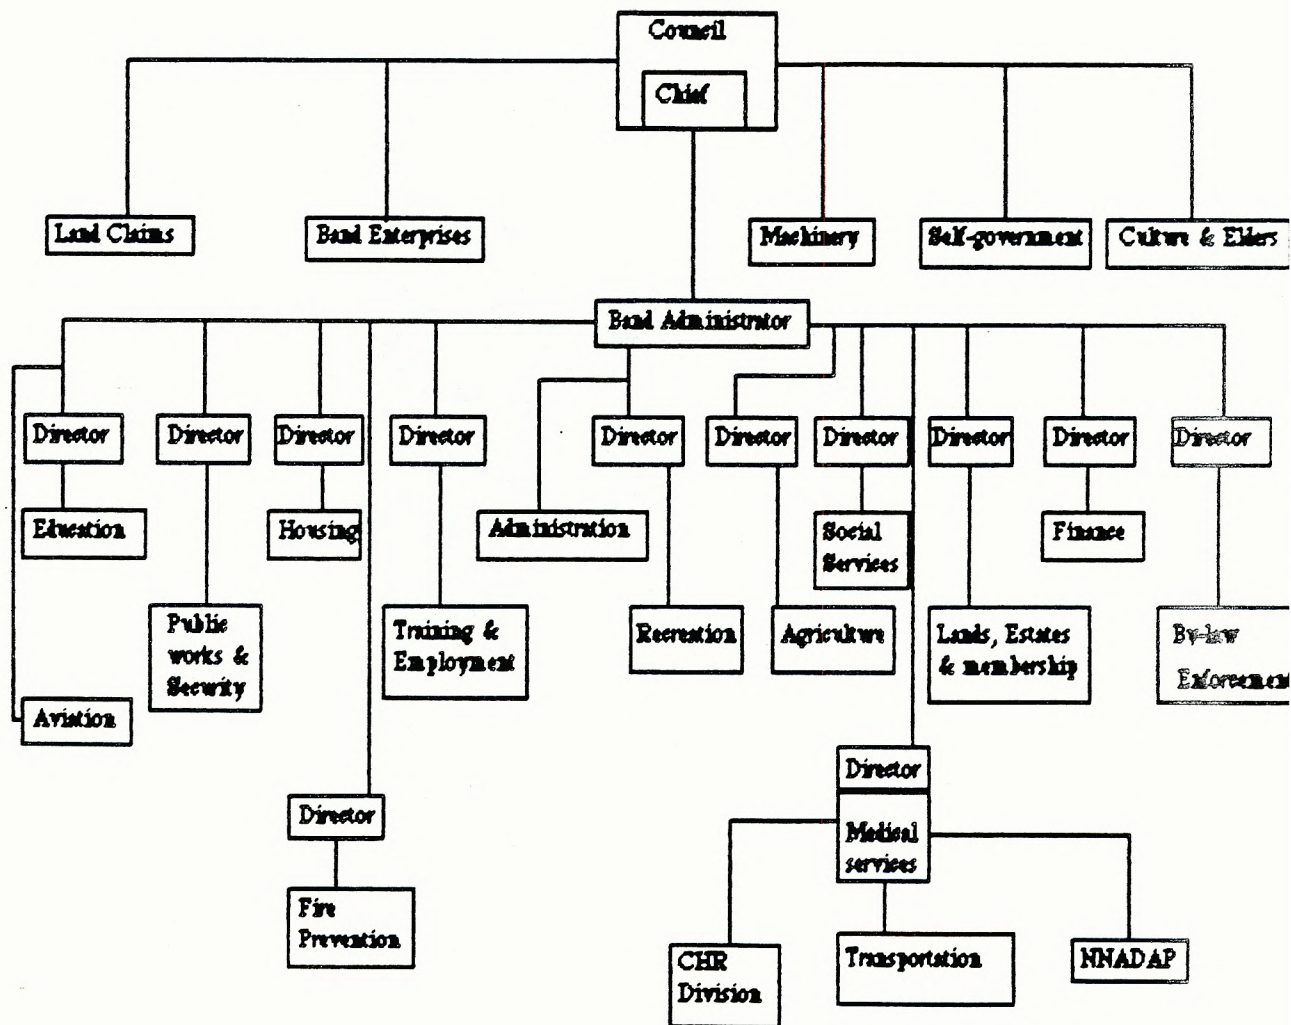 Council
Chief
Land Claims
Band Enterprises
Machinery
Self-government
Culture & Elders
Band Administrator
Director
Director
Director
Director
Director
Director
Director
Director
Director
Director
Education
Housing
Administration
Social
Services
Finance
Public
works &
Security
Training &
Employment
Recreation
Agriculture
Lands, Estates
& membership
By-law
Enforcement
Aviation
Director
Director
Medical
services
Fire
Prevention
CHR
Division
Transportation
NNADAP